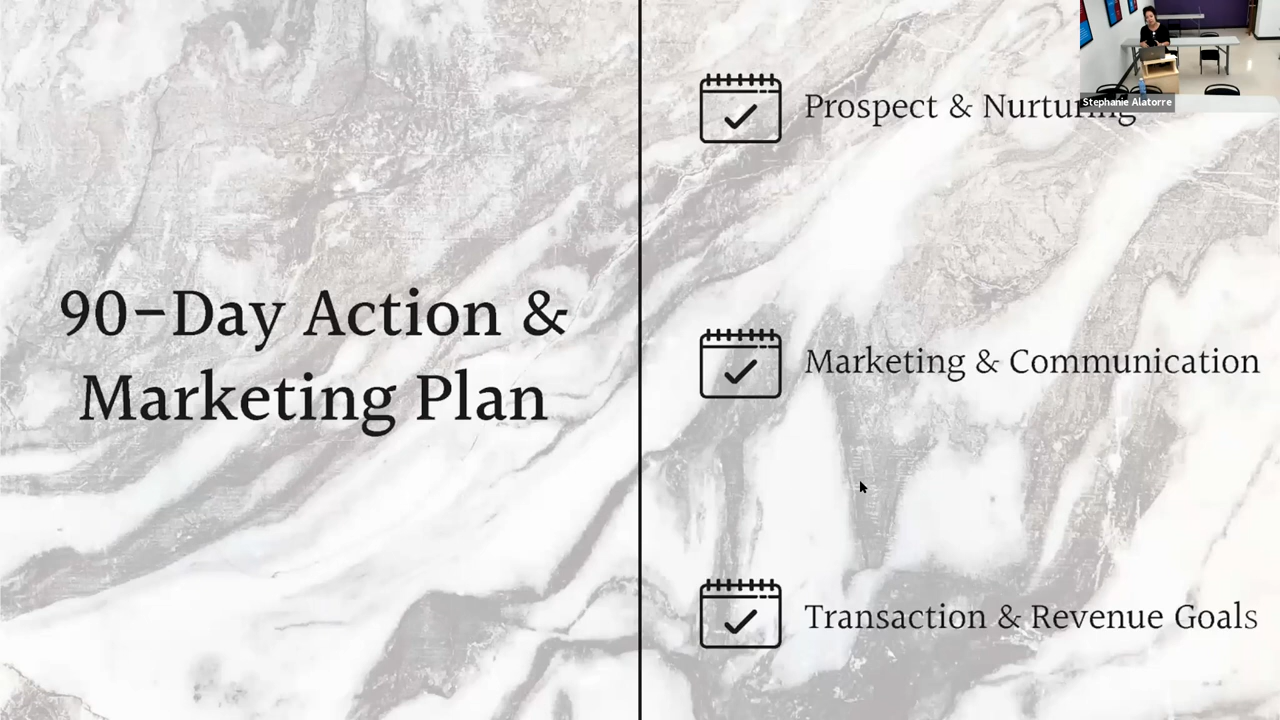 90-Day Action &
Marketing Plan
Prospect & Nurturing
Stephanie Alatorre
Marketing & Communication
Transaction & Revenue Goals